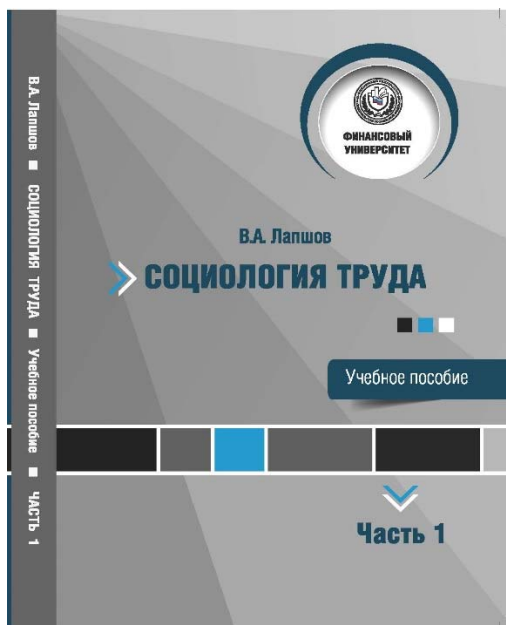 В.А. Лапшов ■ СОЦИОЛОГИЯ ТРУДА ■ Учебное пособие ■ ЧАСТЬ 1
ФИНАНСОВЫЙ
УНИВЕРСИТЕТ
В.А. Лапшов
СОЦИОЛОГИЯ ТРУДА
Учебное пособие
Часть 1